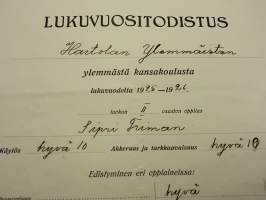 LUKUVUOSITODISTUS
Hartolan Ylemmäisten
ylemmästä kansakoulusta
lukuvuodelta 1925–1926.
luokan II osaston oppilas
Sipri Friman
Käytös hyvä 10 Ahkeruus ja tarkkaavaisuus hyvä 10
Edistyminen eri oppiaineissa:
hyvä